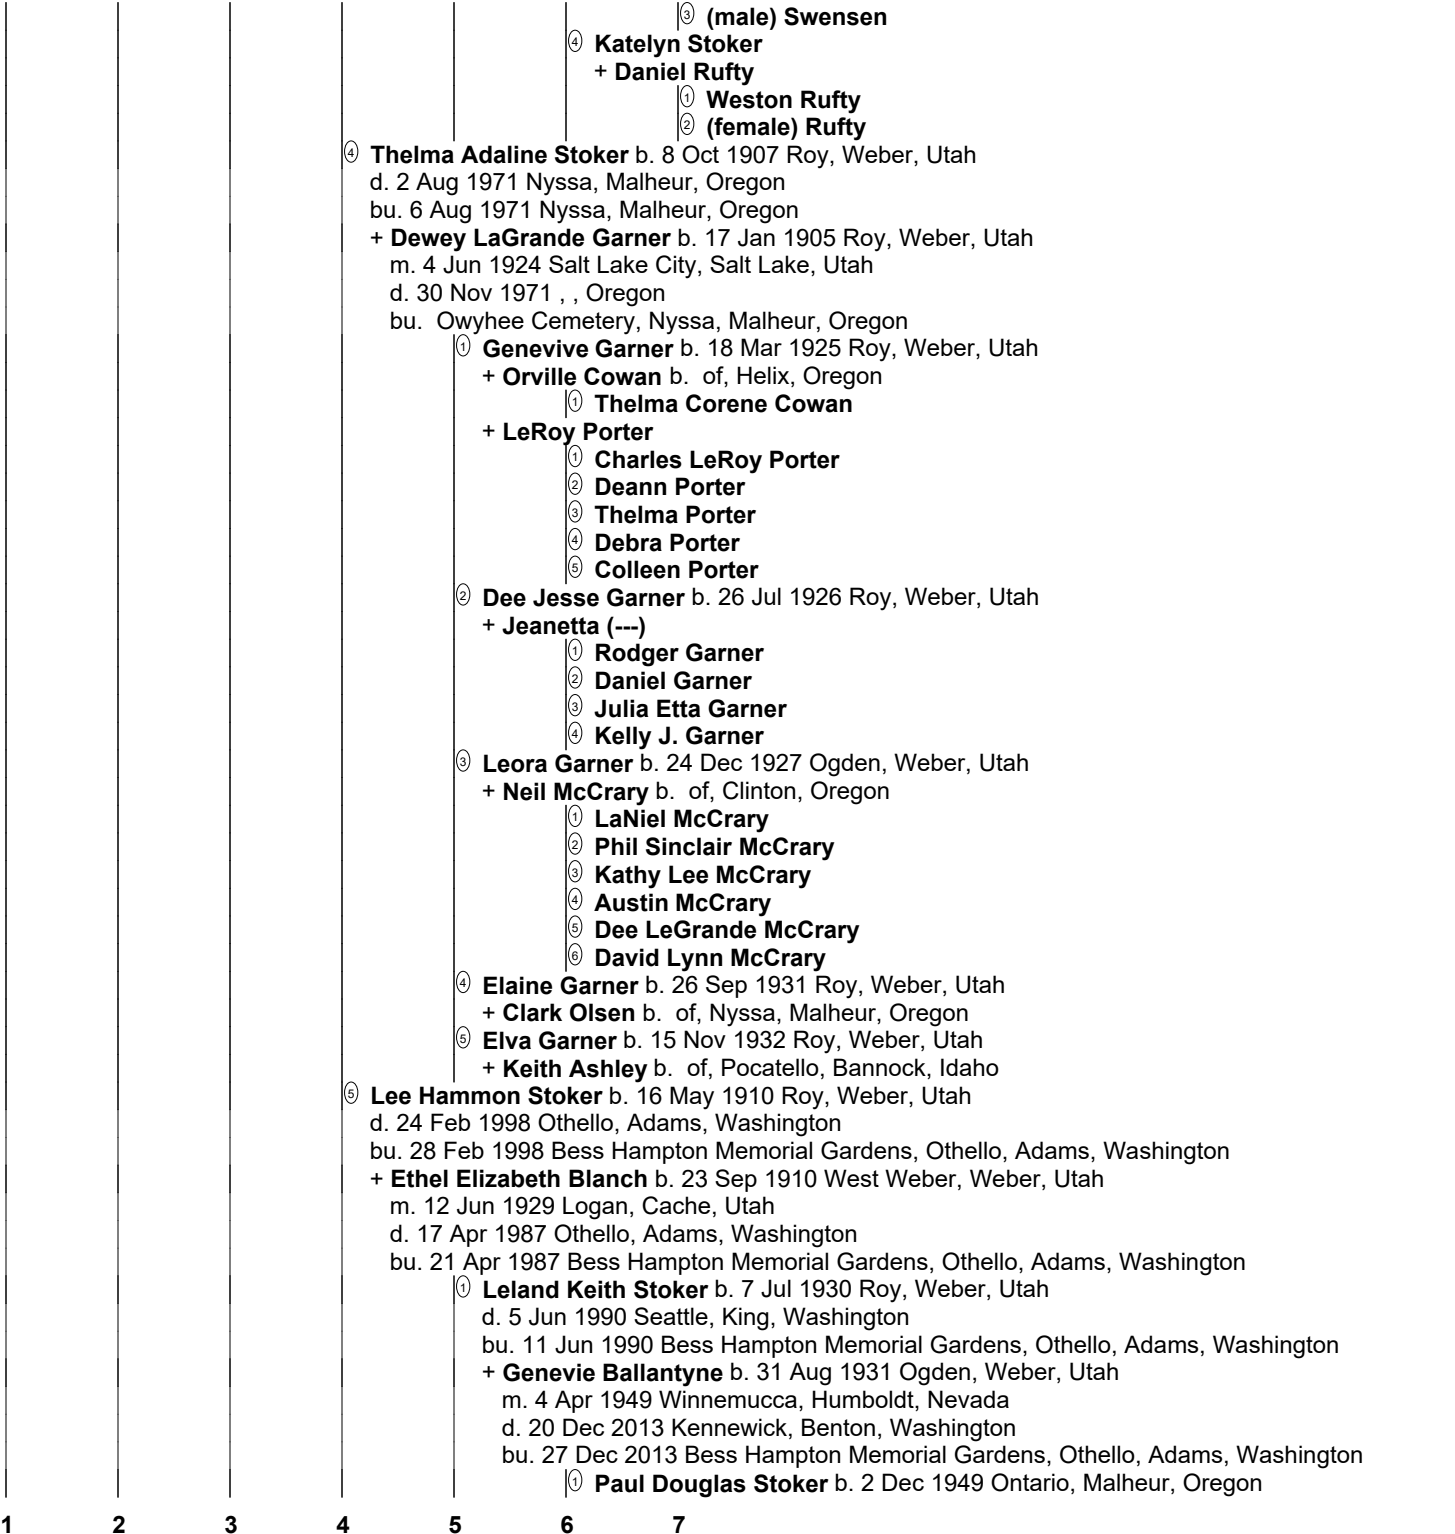 ③ (male) Swensen
④ Katelyn Stoker
+ Daniel Rufty
① Weston Rufty
② (female) Rufty
④ Thelma Adaline Stoker b. 8 Oct 1907 Roy, Weber, Utah
d. 2 Aug 1971 Nyssa, Malheur, Oregon
bu. 6 Aug 1971 Nyssa, Malheur, Oregon
+ Dewey LaGrande Garner b. 17 Jan 1905 Roy, Weber, Utah
m. 4 Jun 1924 Salt Lake City, Salt Lake, Utah
d. 30 Nov 1971 , , Oregon
bu. Owyhee Cemetery, Nyssa, Malheur, Oregon
① Genevive Garner b. 18 Mar 1925 Roy, Weber, Utah
+ Orville Cowan b. of, Helix, Oregon
① Thelma Corene Cowan
+ LeRoy Porter
① Charles LeRoy Porter
② Deann Porter
③ Thelma Porter
④ Debra Porter
⑤ Colleen Porter
② Dee Jesse Garner b. 26 Jul 1926 Roy, Weber, Utah
+ Jeanetta (---)
① Rodger Garner
② Daniel Garner
③ Julia Etta Garner
④ Kelly J. Garner
③ Leora Garner b. 24 Dec 1927 Ogden, Weber, Utah
+ Neil McCrary b. of, Clinton, Oregon
① LaNiel McCrary
② Phil Sinclair McCrary
③ Kathy Lee McCrary
④ Austin McCrary
⑤ Dee LeGrande McCrary
⑥ David Lynn McCrary
④ Elaine Garner b. 26 Sep 1931 Roy, Weber, Utah
+ Clark Olsen b. of, Nyssa, Malheur, Oregon
⑤ Elva Garner b. 15 Nov 1932 Roy, Weber, Utah
+ Keith Ashley b. of, Pocatello, Bannock, Idaho
⑤ Lee Hammon Stoker b. 16 May 1910 Roy, Weber, Utah
d. 24 Feb 1998 Othello, Adams, Washington
bu. 28 Feb 1998 Bess Hampton Memorial Gardens, Othello, Adams, Washington
+ Ethel Elizabeth Blanch b. 23 Sep 1910 West Weber, Weber, Utah
m. 12 Jun 1929 Logan, Cache, Utah
d. 17 Apr 1987 Othello, Adams, Washington
bu. 21 Apr 1987 Bess Hampton Memorial Gardens, Othello, Adams, Washington
① Leland Keith Stoker b. 7 Jul 1930 Roy, Weber, Utah
d. 5 Jun 1990 Seattle, King, Washington
bu. 11 Jun 1990 Bess Hampton Memorial Gardens, Othello, Adams, Washington
+ Genevie Ballantyne b. 31 Aug 1931 Ogden, Weber, Utah
m. 4 Apr 1949 Winnemucca, Humboldt, Nevada
d. 20 Dec 2013 Kennewick, Benton, Washington
bu. 27 Dec 2013 Bess Hampton Memorial Gardens, Othello, Adams, Washington
① Paul Douglas Stoker b. 2 Dec 1949 Ontario, Malheur, Oregon
1 2 3 4 5 6 7